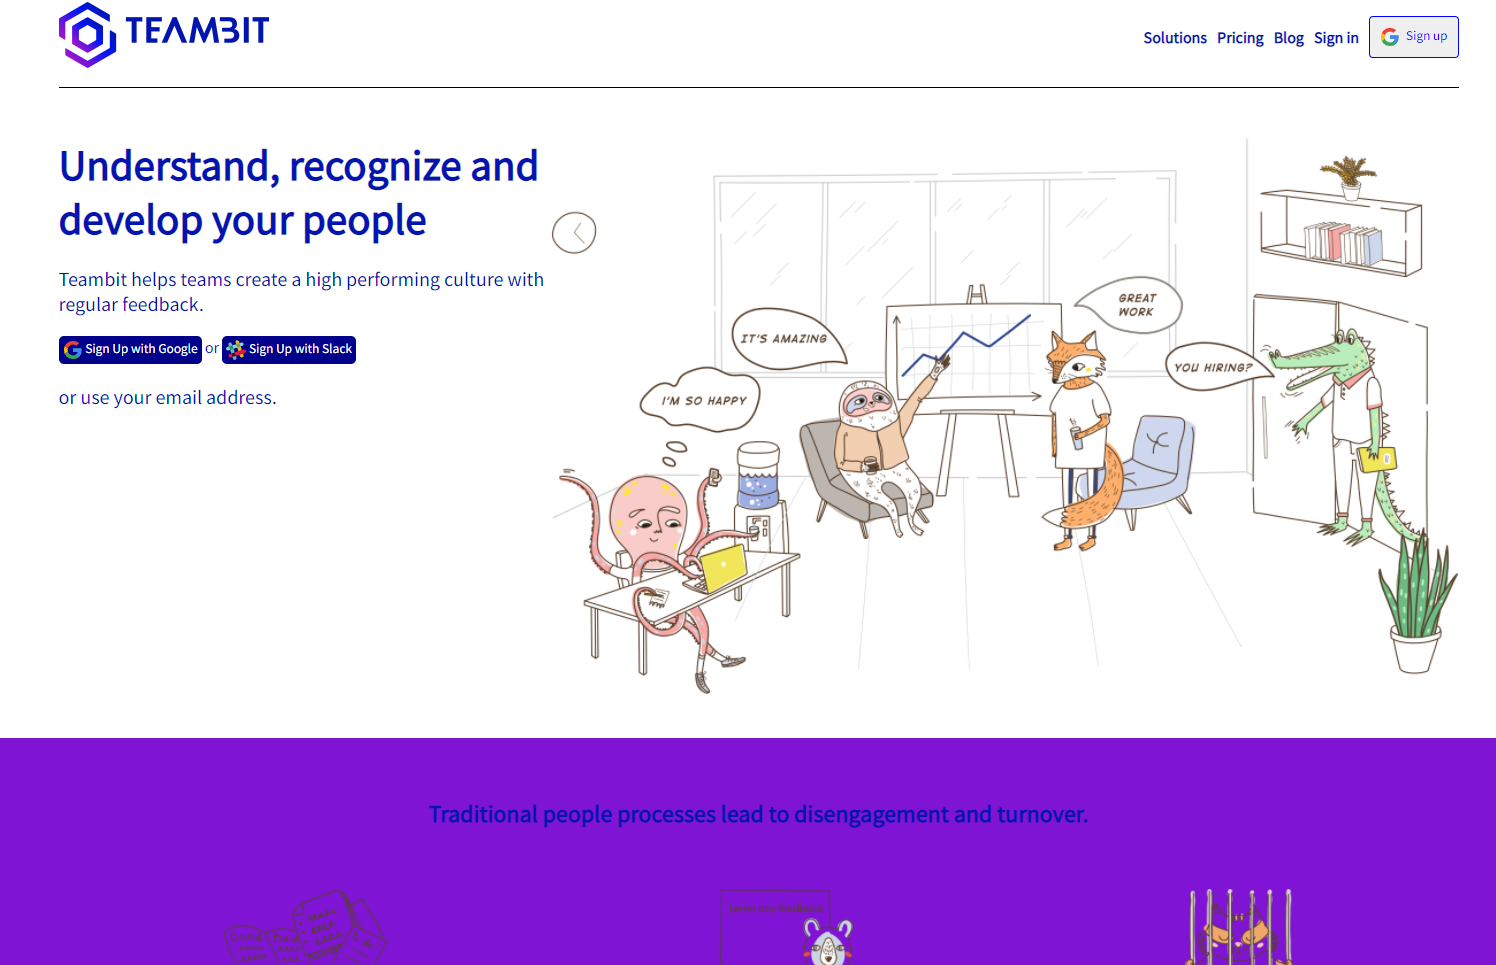 TEAMBIT
Solutions Pricing Blog Sign in Sign up
Understand, recognize and
develop your people
Teambit helps teams create a high performing culture with
regular feedback.
Sign Up with Google or Sign Up with Slack
or use your email address.
GREAT
WORK
IT'S AMAZING
YOU HIRING?
I'M SO HAPPY
Traditional people processes lead to disengagement and turnover.
Good
Bad